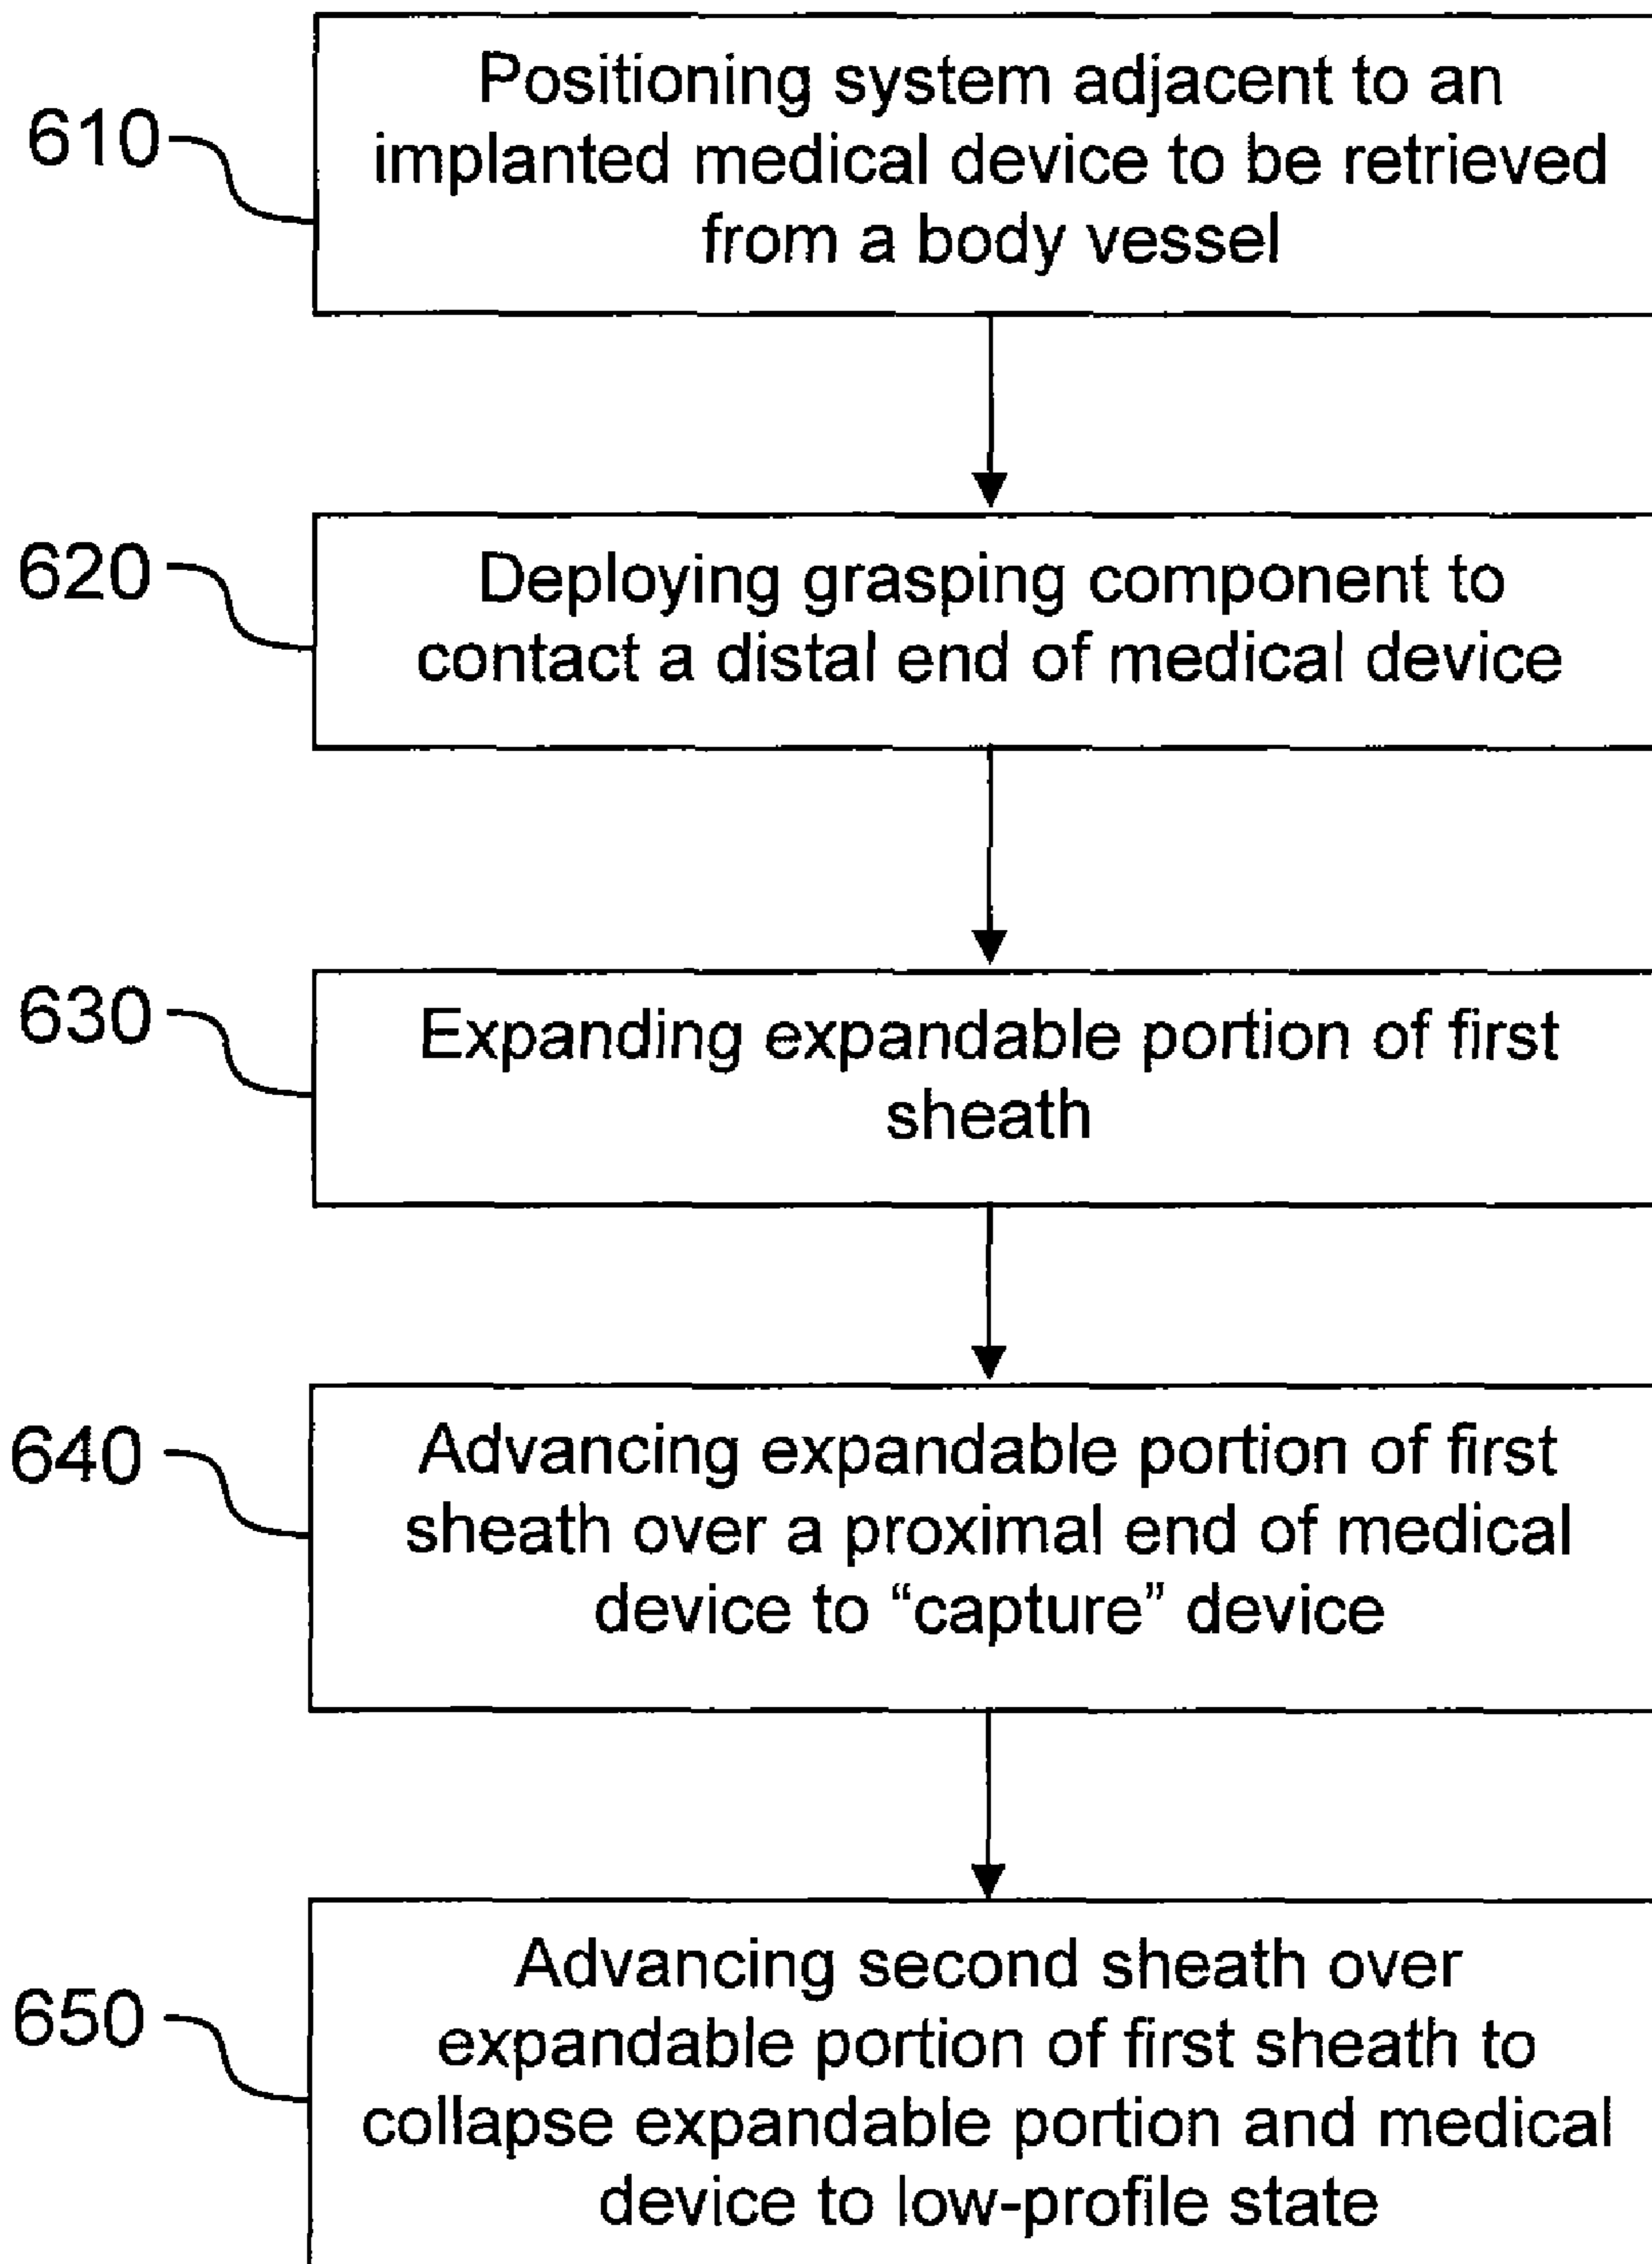 610
Positioning system adjacent to an
implanted medical device to be retrieved
from a body vessel
620
Deploying grasping component to
contact a distal end of medical device
630
Expanding expandable portion of first
sheath
640
Advancing expandable portion of first
sheath over a proximal end of medical
device to “capture” device
650
Advancing second sheath over
expandable portion of first sheath to
collapse expandable portion and medical
device to low-profile state